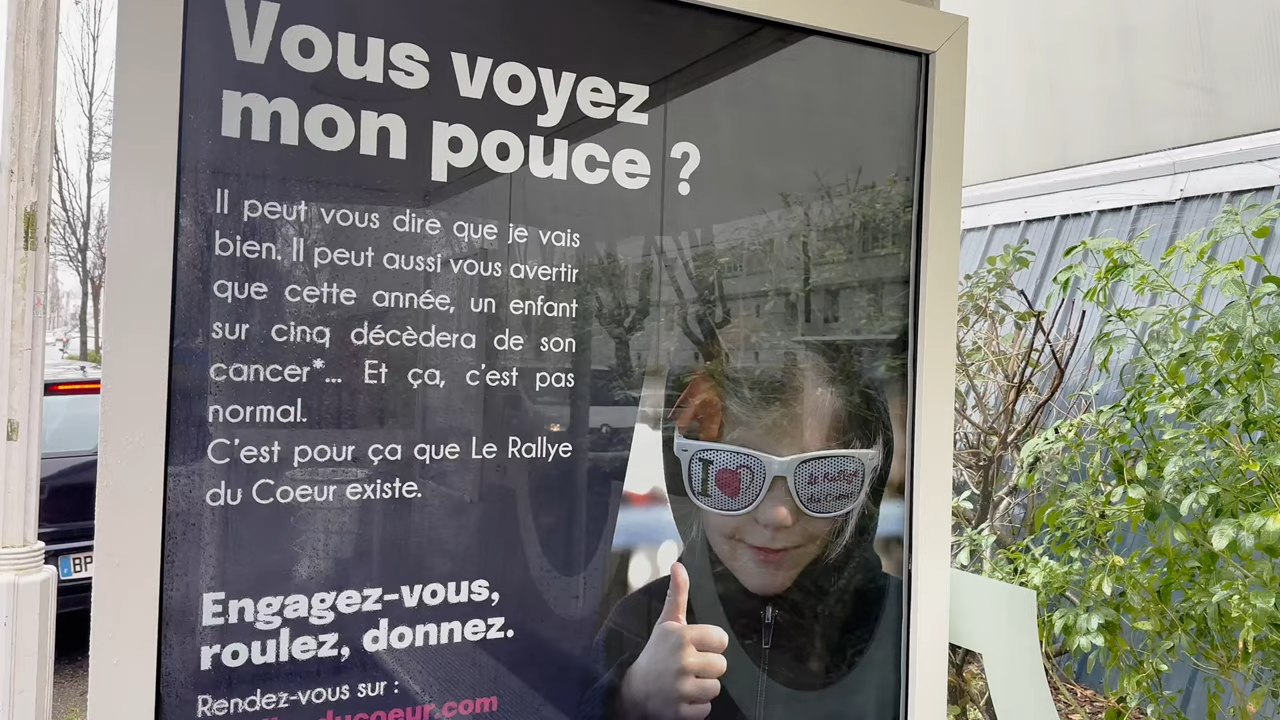 Vous voyez
mon pouce ?
Il peut vous dire que je vais
bien. Il peut aussi vous avertir
que cette année, un enfant
sur cinq décèdera de son
cancer*... Et ça, c'est pas
normal.
C'est pour ça que Le Rallye
du Coeur existe.
I
Engagez-vous,
roulez, donnez.
Rendez-vous sur :
ducoeur.com
BP